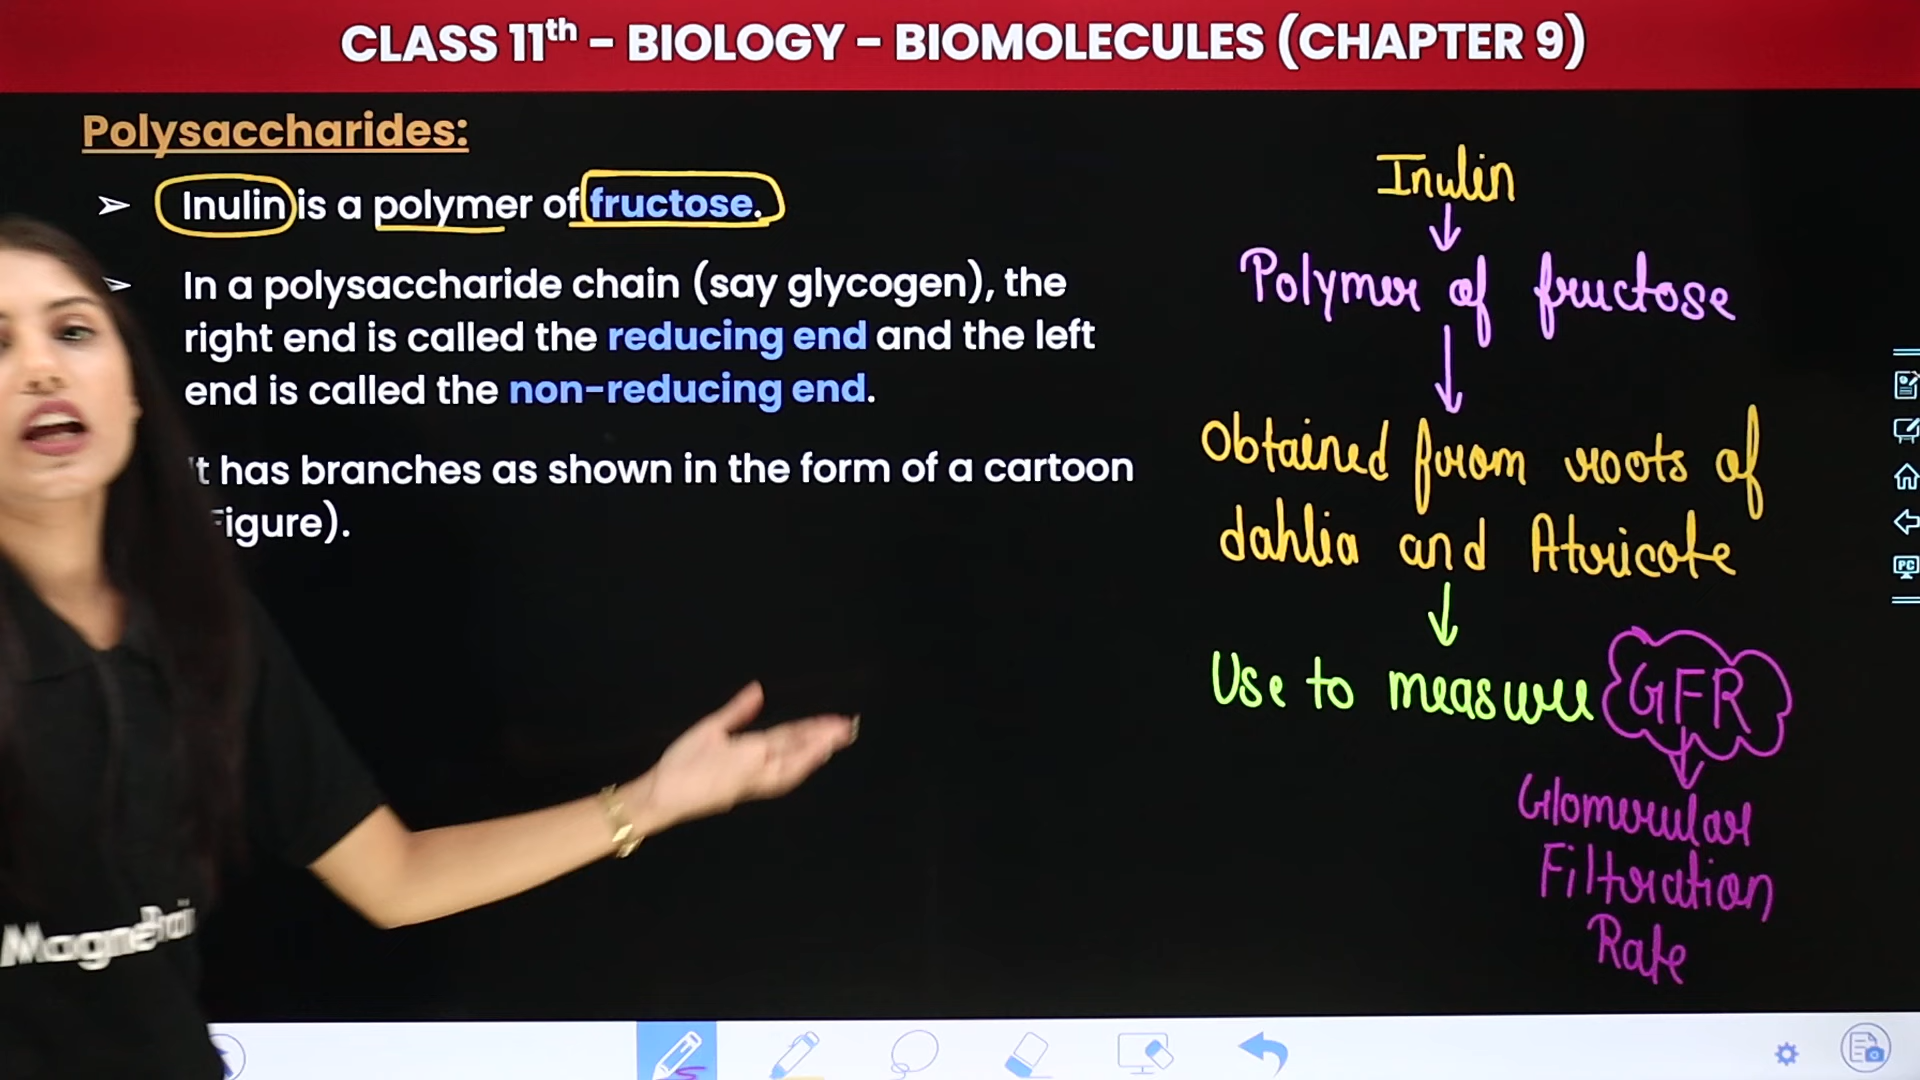 CLASS 11th - BIOLOGY - BIOMOLECULES (CHAPTER 9)
Polysaccharides:
➢ Inulin is a polymer of fructose.
➢ In a polysaccharide chain (say glycogen), the
right end is called the reducing end and the left
end is called the non-reducing end.
It has branches as shown in the form of a cartoon
Figure).
Inulin
↓
Polymer of fructose
↓
Obtained from roots of
dahlia and Atricote
↓
Use to measure GFR
↓
Glomerular
Filtration
Rate
PC